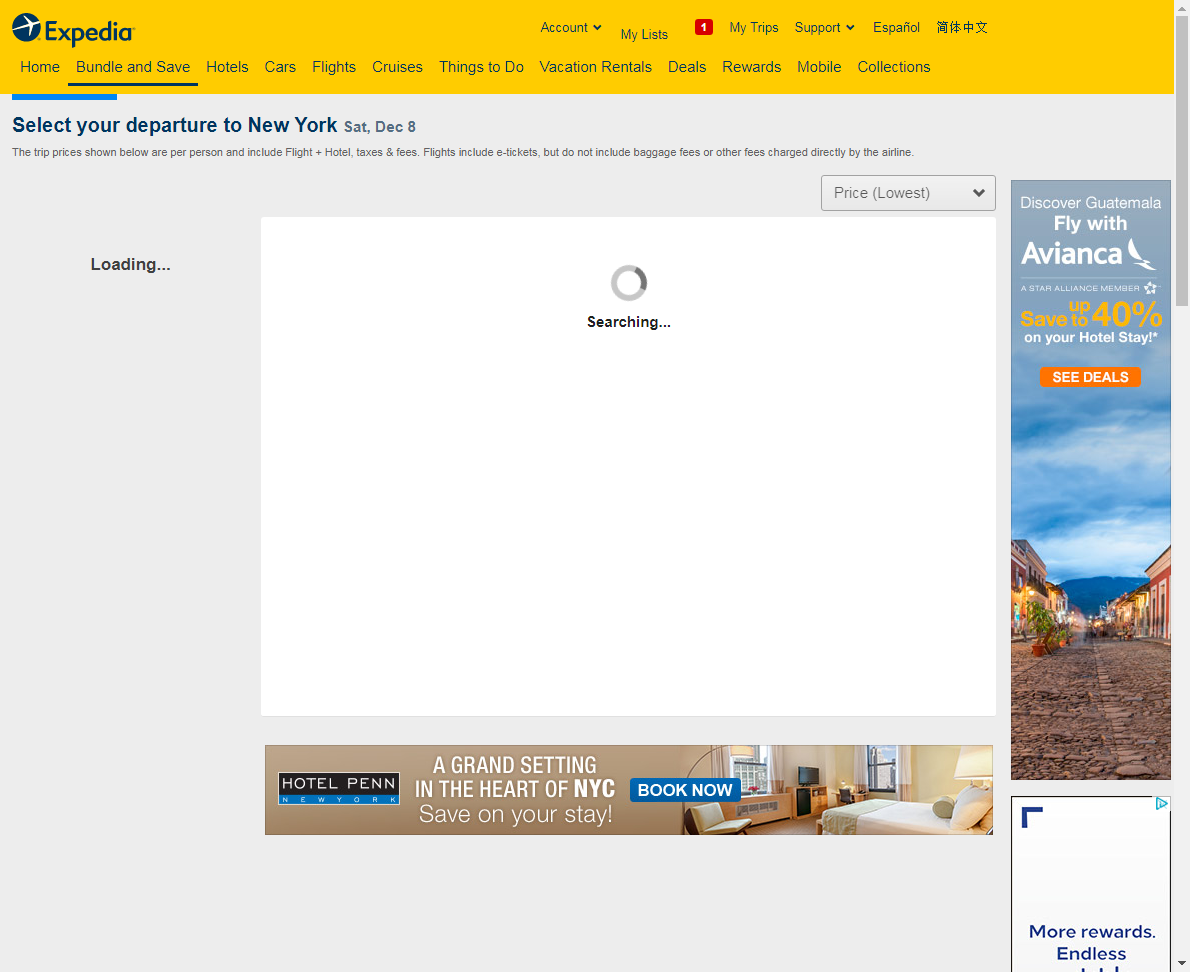 Expedia
Account
My Lists
1
My Trips
Support
Español
简体中文
Home
Bundle and Save
Hotels
Cars
Flights
Cruises
Things to Do
Vacation Rentals
Deals
Rewards
Mobile
Collections
Select your departure to New York Sat, Dec 8
The trip prices shown below are per person and include Flight + Hotel, taxes & fees. Flights include e-tickets, but do not include baggage fees or other fees charged directly by the airline.
Price (Lowest)
Loading...
Searching...
Discover Guatemala
Fly with
Avianca
A STAR ALLIANCE MEMBER
Save up to 40%
on your Hotel Stay!*
SEE DEALS
HOTEL PENN
NEW YORK
A GRAND SETTING
IN THE HEART OF NYC
Save on your stay!
BOOK NOW
More rewards.
Endless